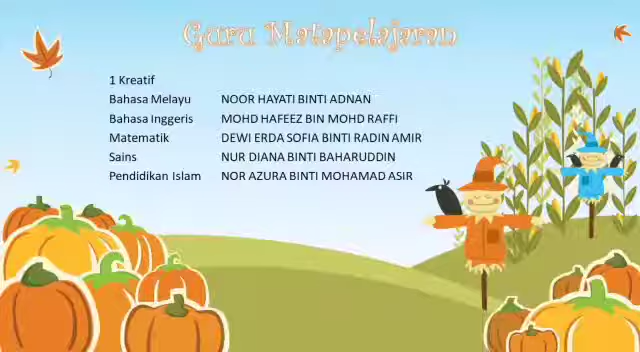 Guru Matapelajaran
1 Kreatif
Bahasa Melayu NOOR HAYATI BINTI ADNAN
Bahasa Inggeris MOHD HAFEEZ BIN MOHD RAFFI
Matematik DEWI ERDA SOFIA BINTI RADIN AMIR
Sains NUR DIANA BINTI BAHARUDDIN
Pendidikan Islam NOR AZURA BINTI MOHAMAD ASIR